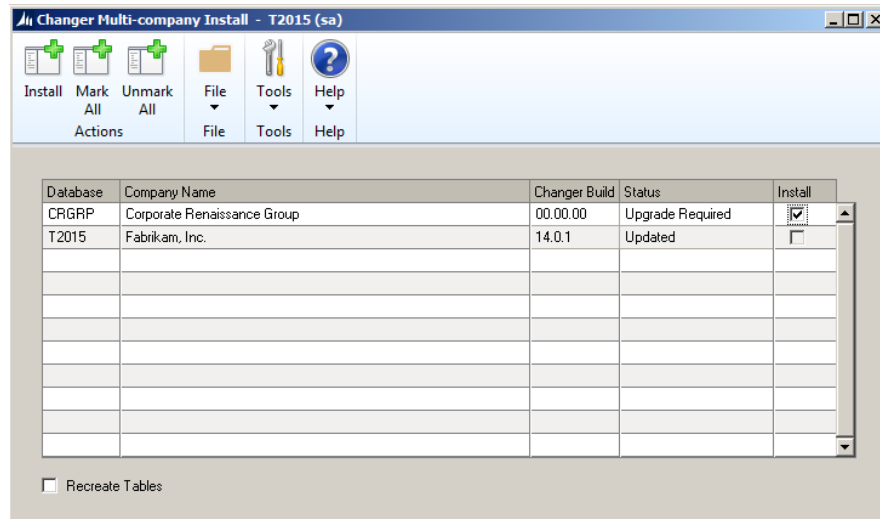 Changer Multi-company Install - T2015 (sa)
Install Mark All Unmark All File Tools Help
Actions File Tools Help
Database Company Name Changer Build Status Install
CRGRP Corporate Renaissance Group 00.00.00 Upgrade Required
T2015 Fabrikam, Inc. 14.0.1 Updated
Recreate Tables